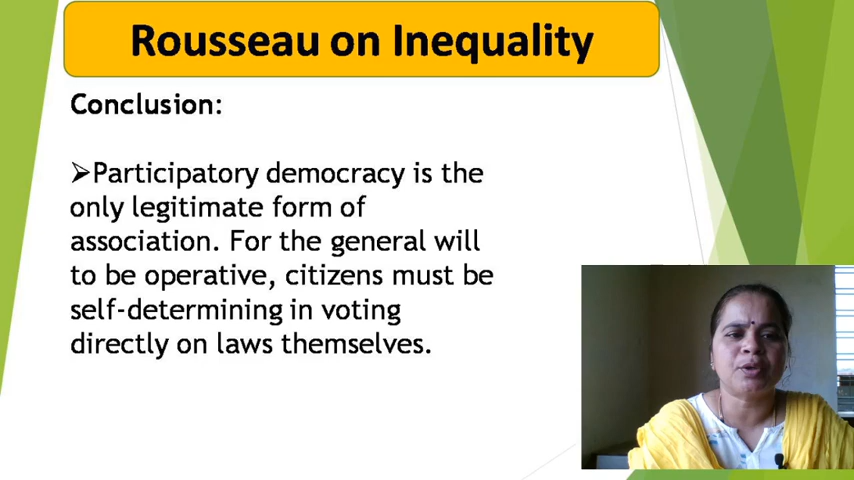 Rousseau on Inequality
Conclusion:
➢Participatory democracy is the
only legitimate form of
association. For the general will
to be operative, citizens must be
self-determining in voting
directly on laws themselves.